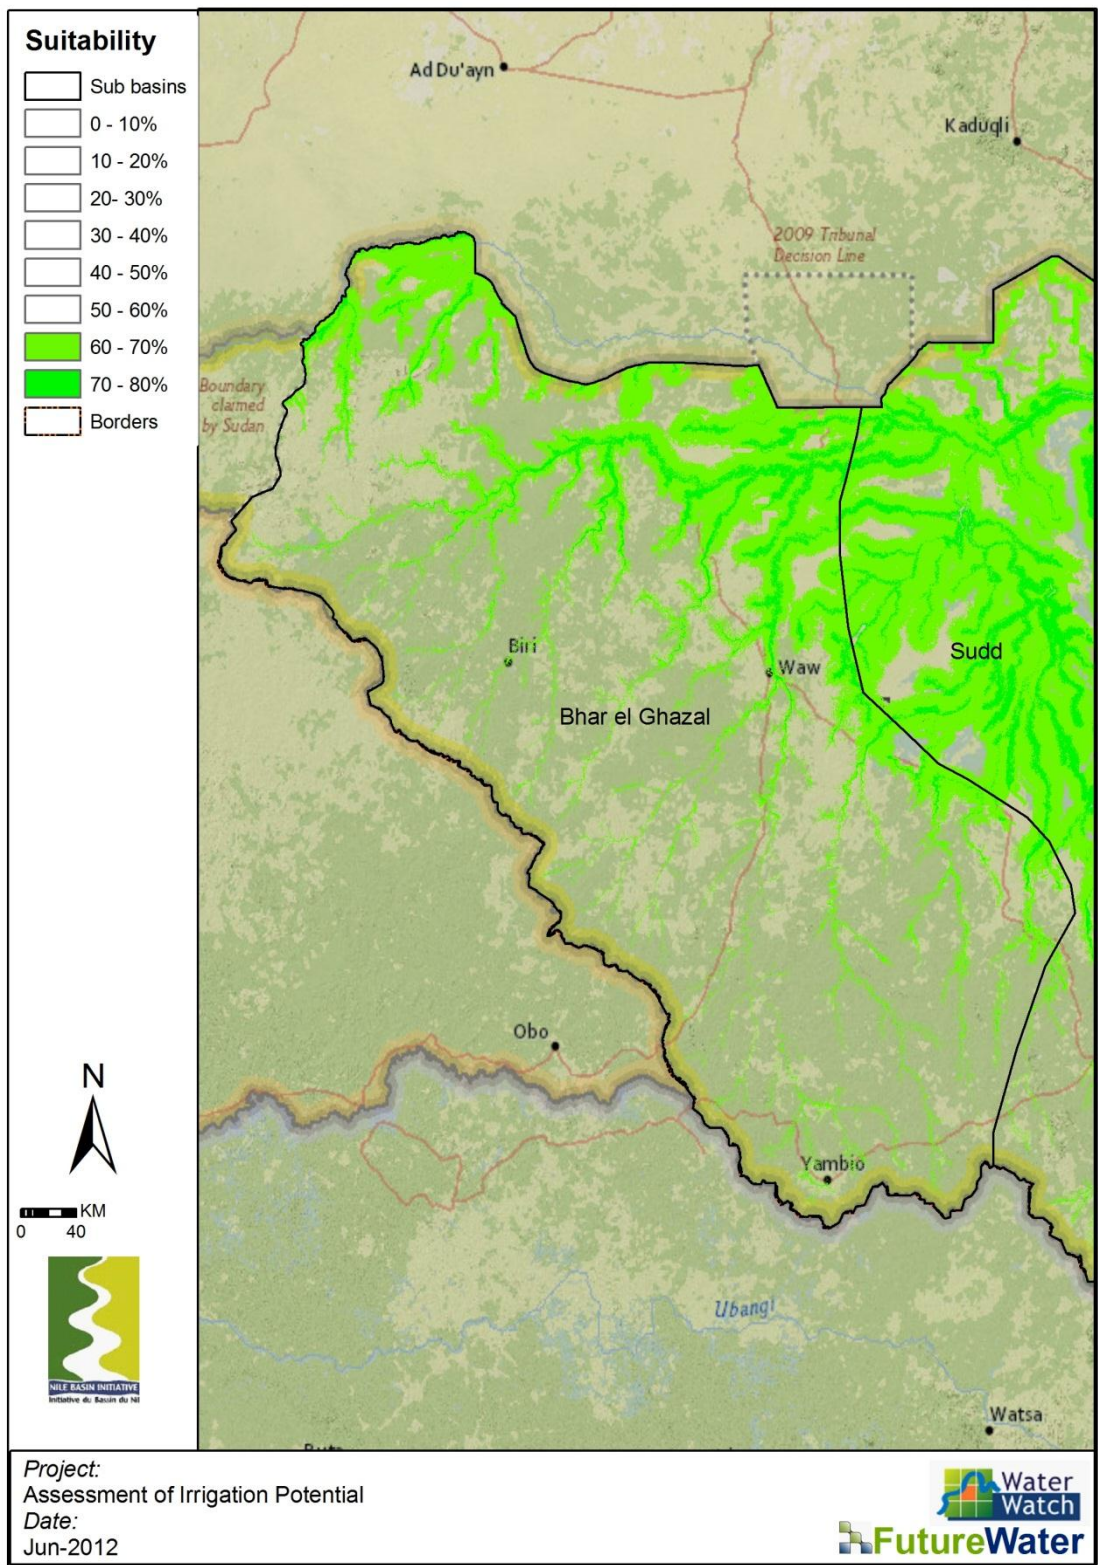 Suitability
Sub basins
0 - 10%
10 - 20%
20- 30%
30 - 40%
40 - 50%
50 - 60%
60 - 70%
70 - 80%
Borders
Ad Du'ayn
Kaduqli
2009 Tribunal
Decision Line
Boundary
claimed
by Sudan
Biri
Waw
Sudd
Bhar el Ghazal
Obo
Yambio
Ubangi
Watsa
N
KM
0 40
NILE BASIN INITIATIVE
Initiative du Bassin du Nil
Project:
Assessment of Irrigation Potential
Date:
Jun-2012
Water
Watch
FutureWater